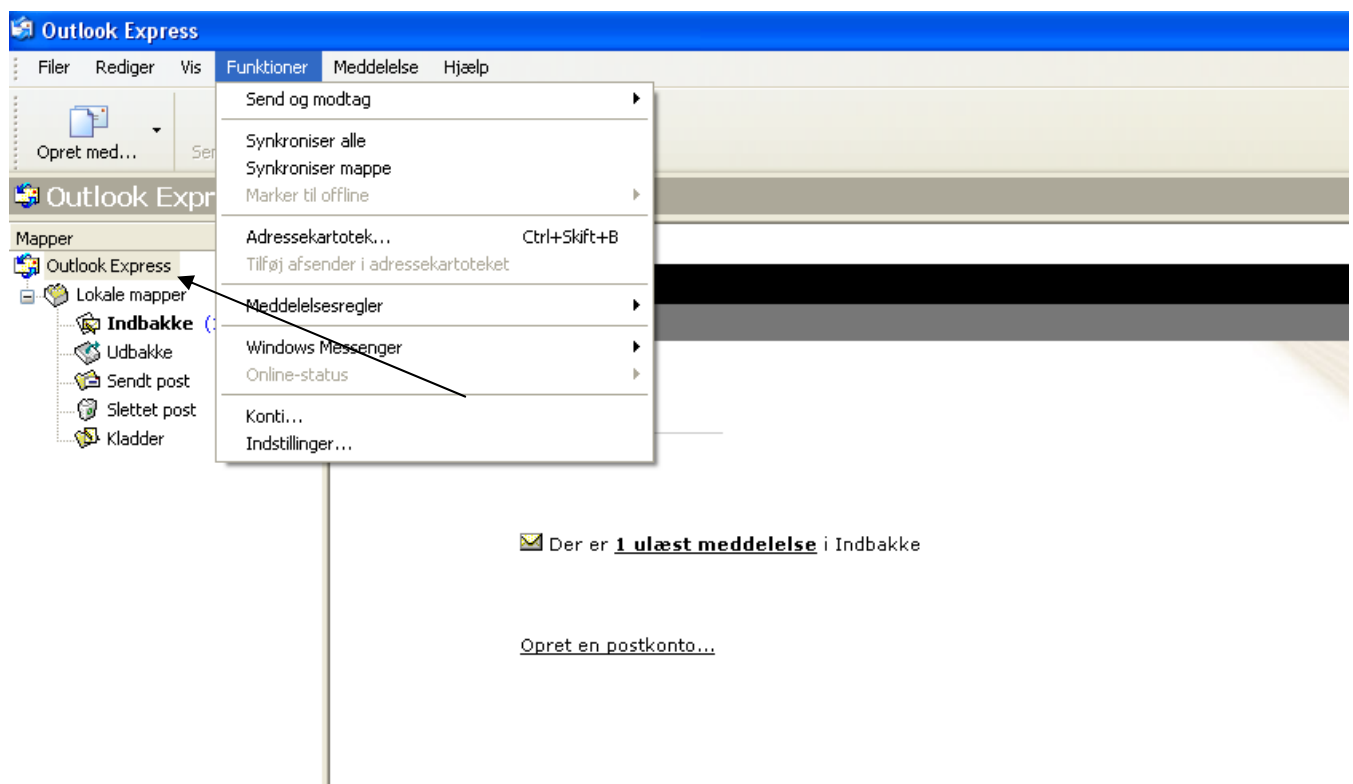 Outlook Express
Filer Rediger Vis Funktioner Meddelelse Hjælp
Opret med...
Send og modtag
Synkroniser alle
Synkroniser mappe
Marker til offline
Adressekartotek... Ctrl+Skift+B
Tilføj afsender i adressekartoteket
Meddelelsesregler
Windows Messenger
Online-status
Konti...
Indstillinger...
Outlook
Mapper
Outlook Express
Lokale mapper
Indbakke
Udbakke
Sendt post
Slettet post
Kladder
Der er 1 ulæst meddelelse i Indbakke
Opret en postkonto...